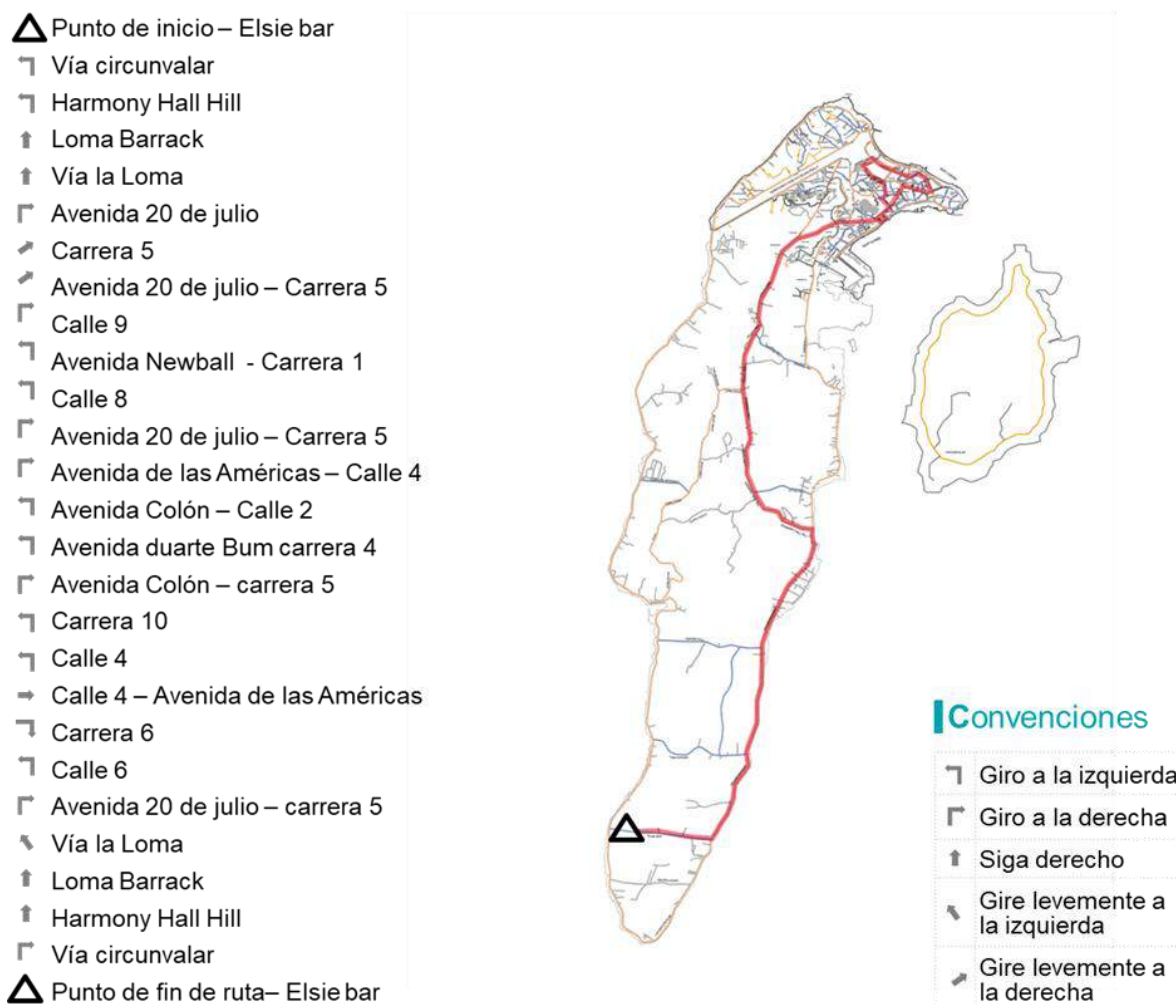 Punto de inicio – Elsie bar
Vía circunvalar
Harmony Hall Hill
Loma Barrack
Vía la Loma
Avenida 20 de julio
Carrera 5
Avenida 20 de julio – Carrera 5
Calle 9
Avenida Newball - Carrera 1
Calle 8
Avenida 20 de julio – Carrera 5
Avenida de las Américas – Calle 4
Avenida Colón – Calle 2
Avenida duarte Bum carrera 4
Avenida Colón – carrera 5
Carrera 10
Calle 4
Calle 4 – Avenida de las Américas
Carrera 6
Calle 6
Avenida 20 de julio – carrera 5
Vía la Loma
Loma Barrack
Harmony Hall Hill
Vía circunvalar
Punto de fin de ruta– Elsie bar
Convenciones
Giro a la izquierda
Giro a la derecha
Siga derecho
Gire levemente a
la izquierda
Gire levemente a
la derecha